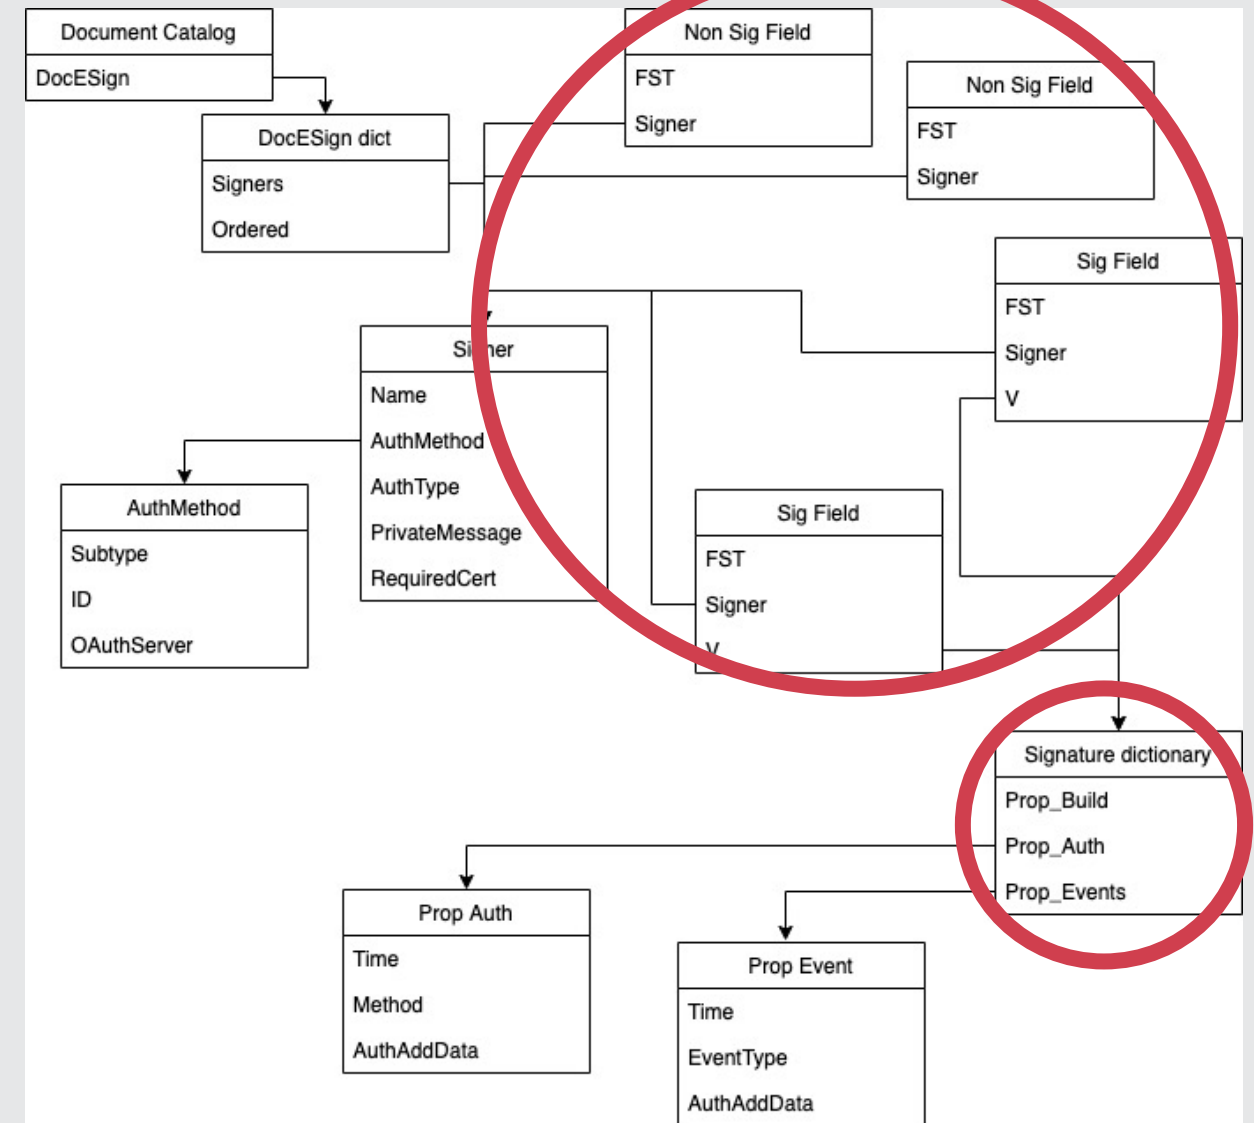 Document Catalog
DocESign
DocESign dict
Signers
Ordered
Non Sig Field
FST
Signer
Non Sig Field
FST
Signer
Sig Field
FST
Signer
V
Signer
Name
AuthMethod
AuthType
PrivateMessage
RequiredCert
AuthMethod
Subtype
ID
OAuthServer
Sig Field
FST
Signer
V
Signature dictionary
Prop_Build
Prop_Auth
Prop_Events
Prop Auth
Time
Method
AuthAddData
Prop Event
Time
EventType
AuthAddData